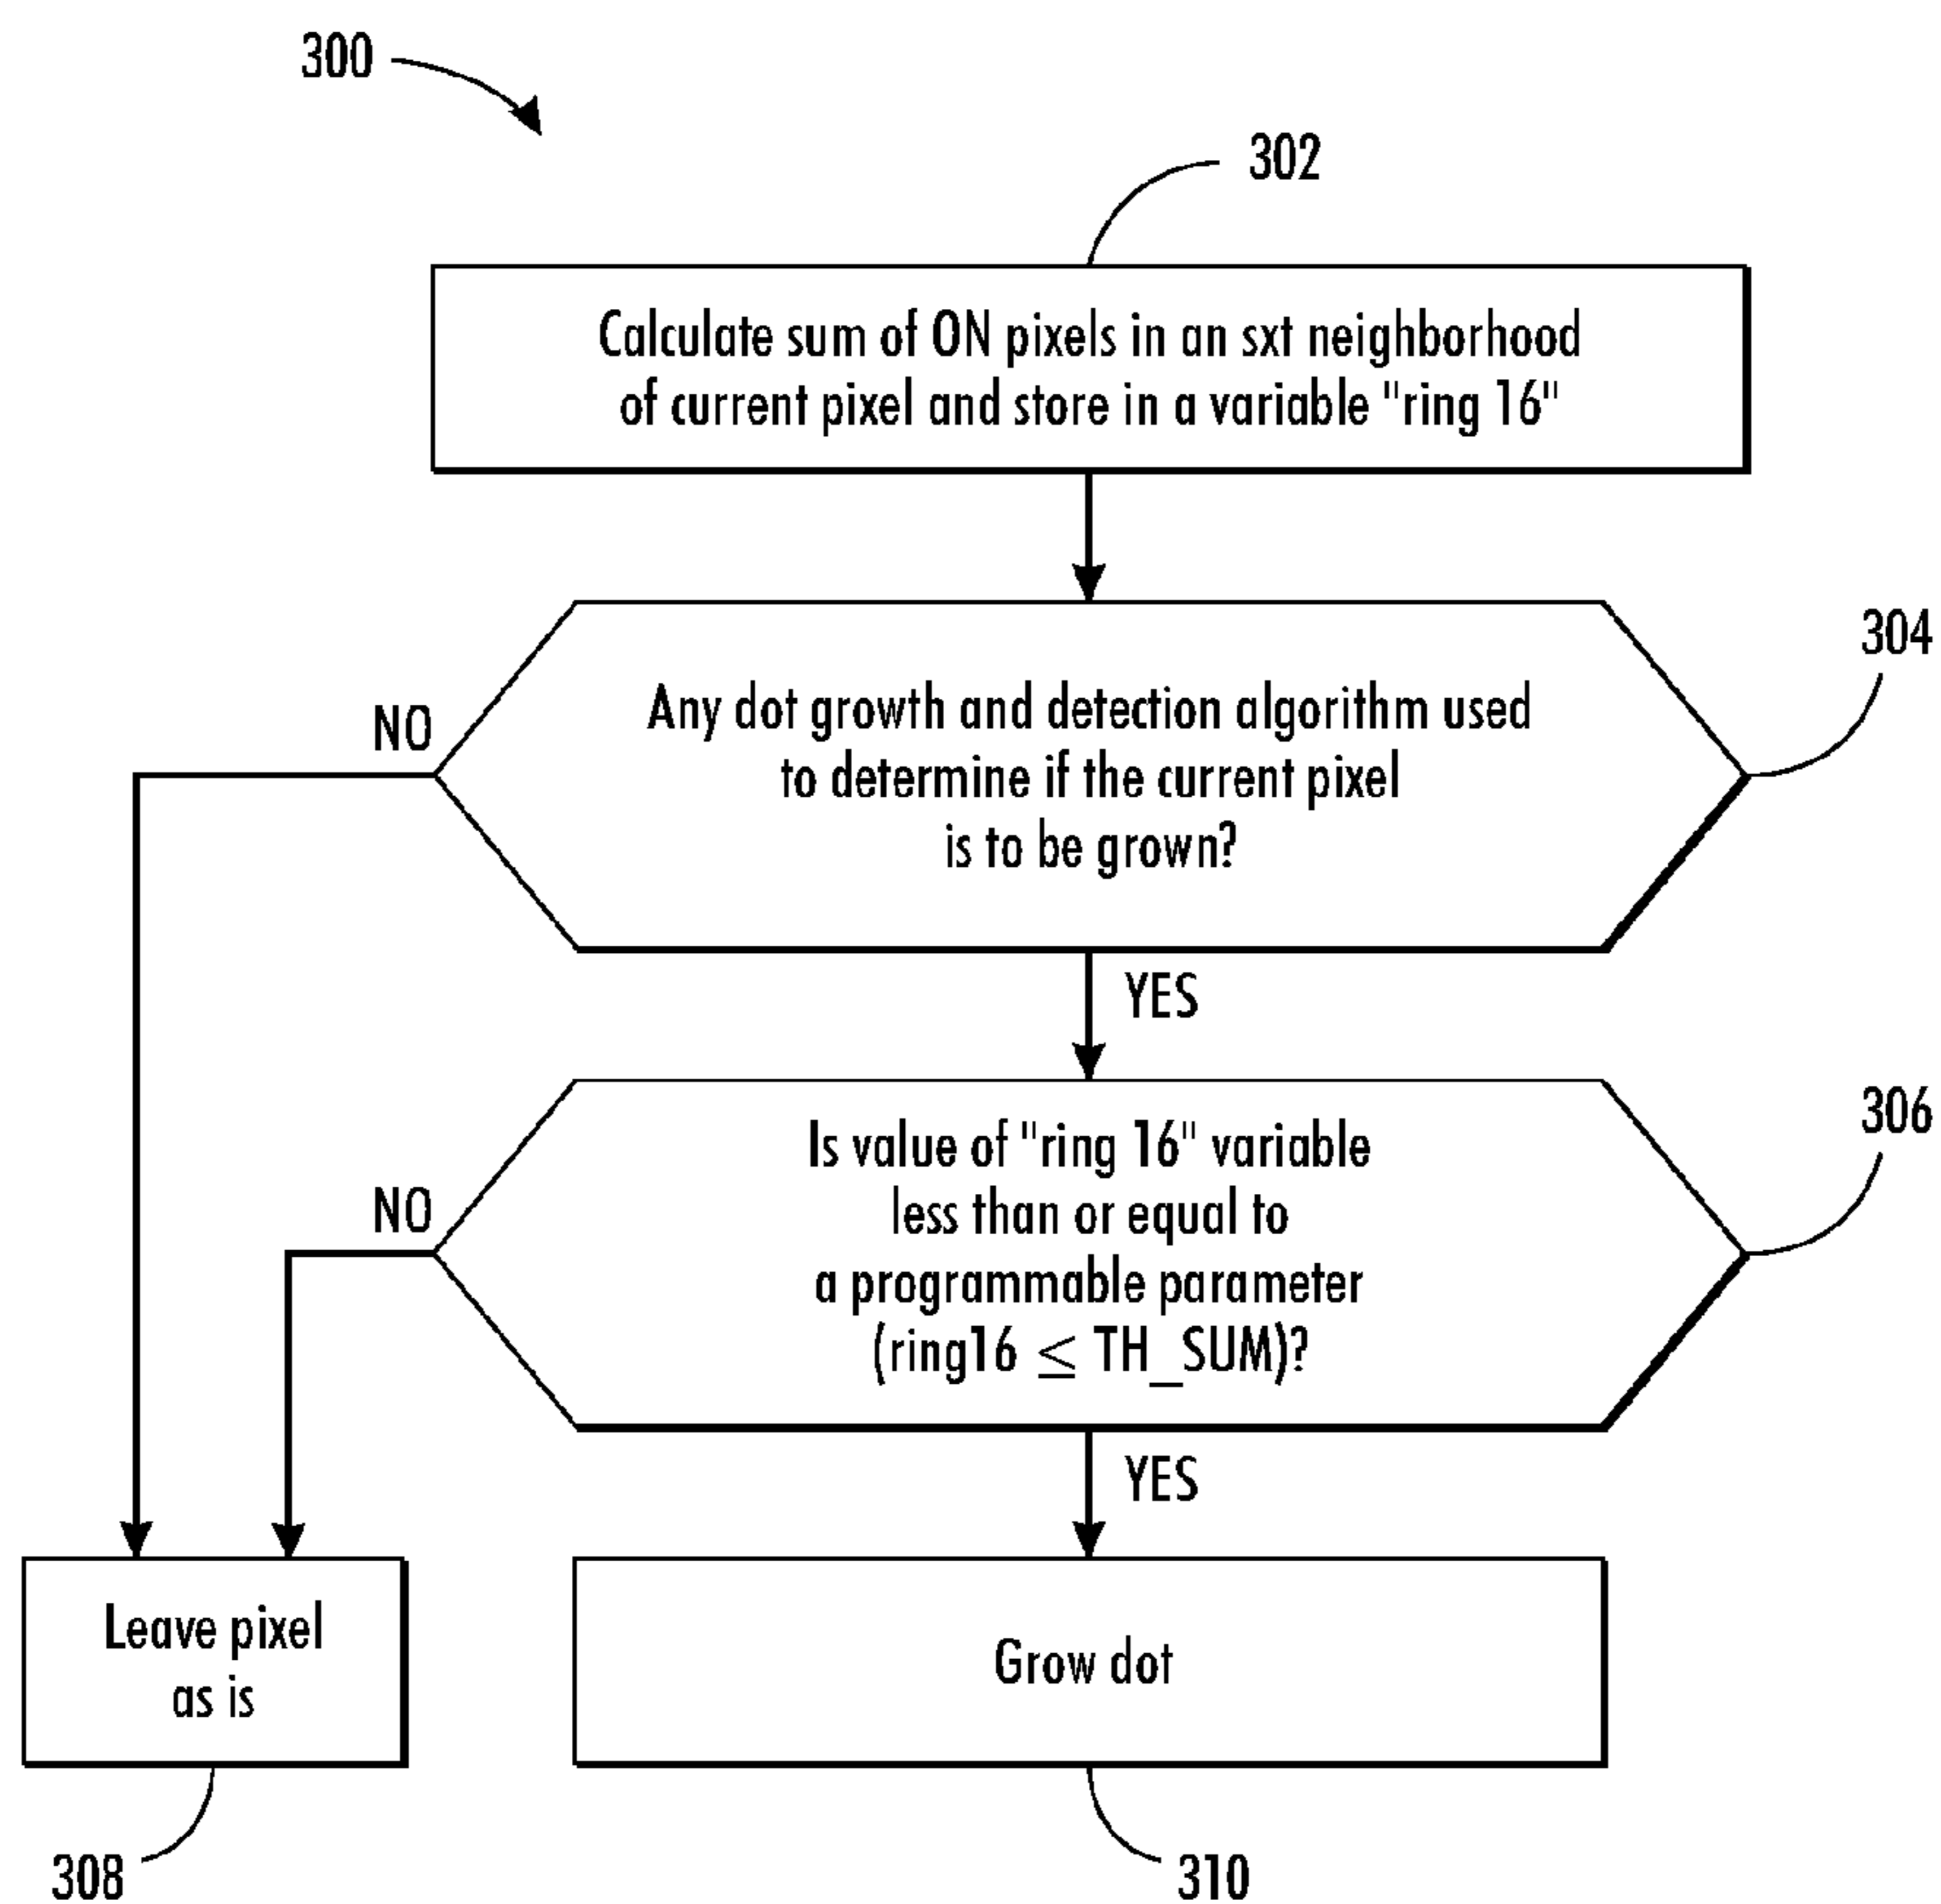 300
302
Calculate sum of ON pixels in an sxt neighborhood
of current pixel and store in a variable "ring 16"
304
NO
Any dot growth and detection algorithm used
to determine if the current pixel
is to be grown?
YES
306
NO
Is value of "ring 16" variable
less than or equal to
a programmable parameter
(ring16 ≤ TH_SUM)?
YES
Leave pixel
as is
Grow dot
308
310